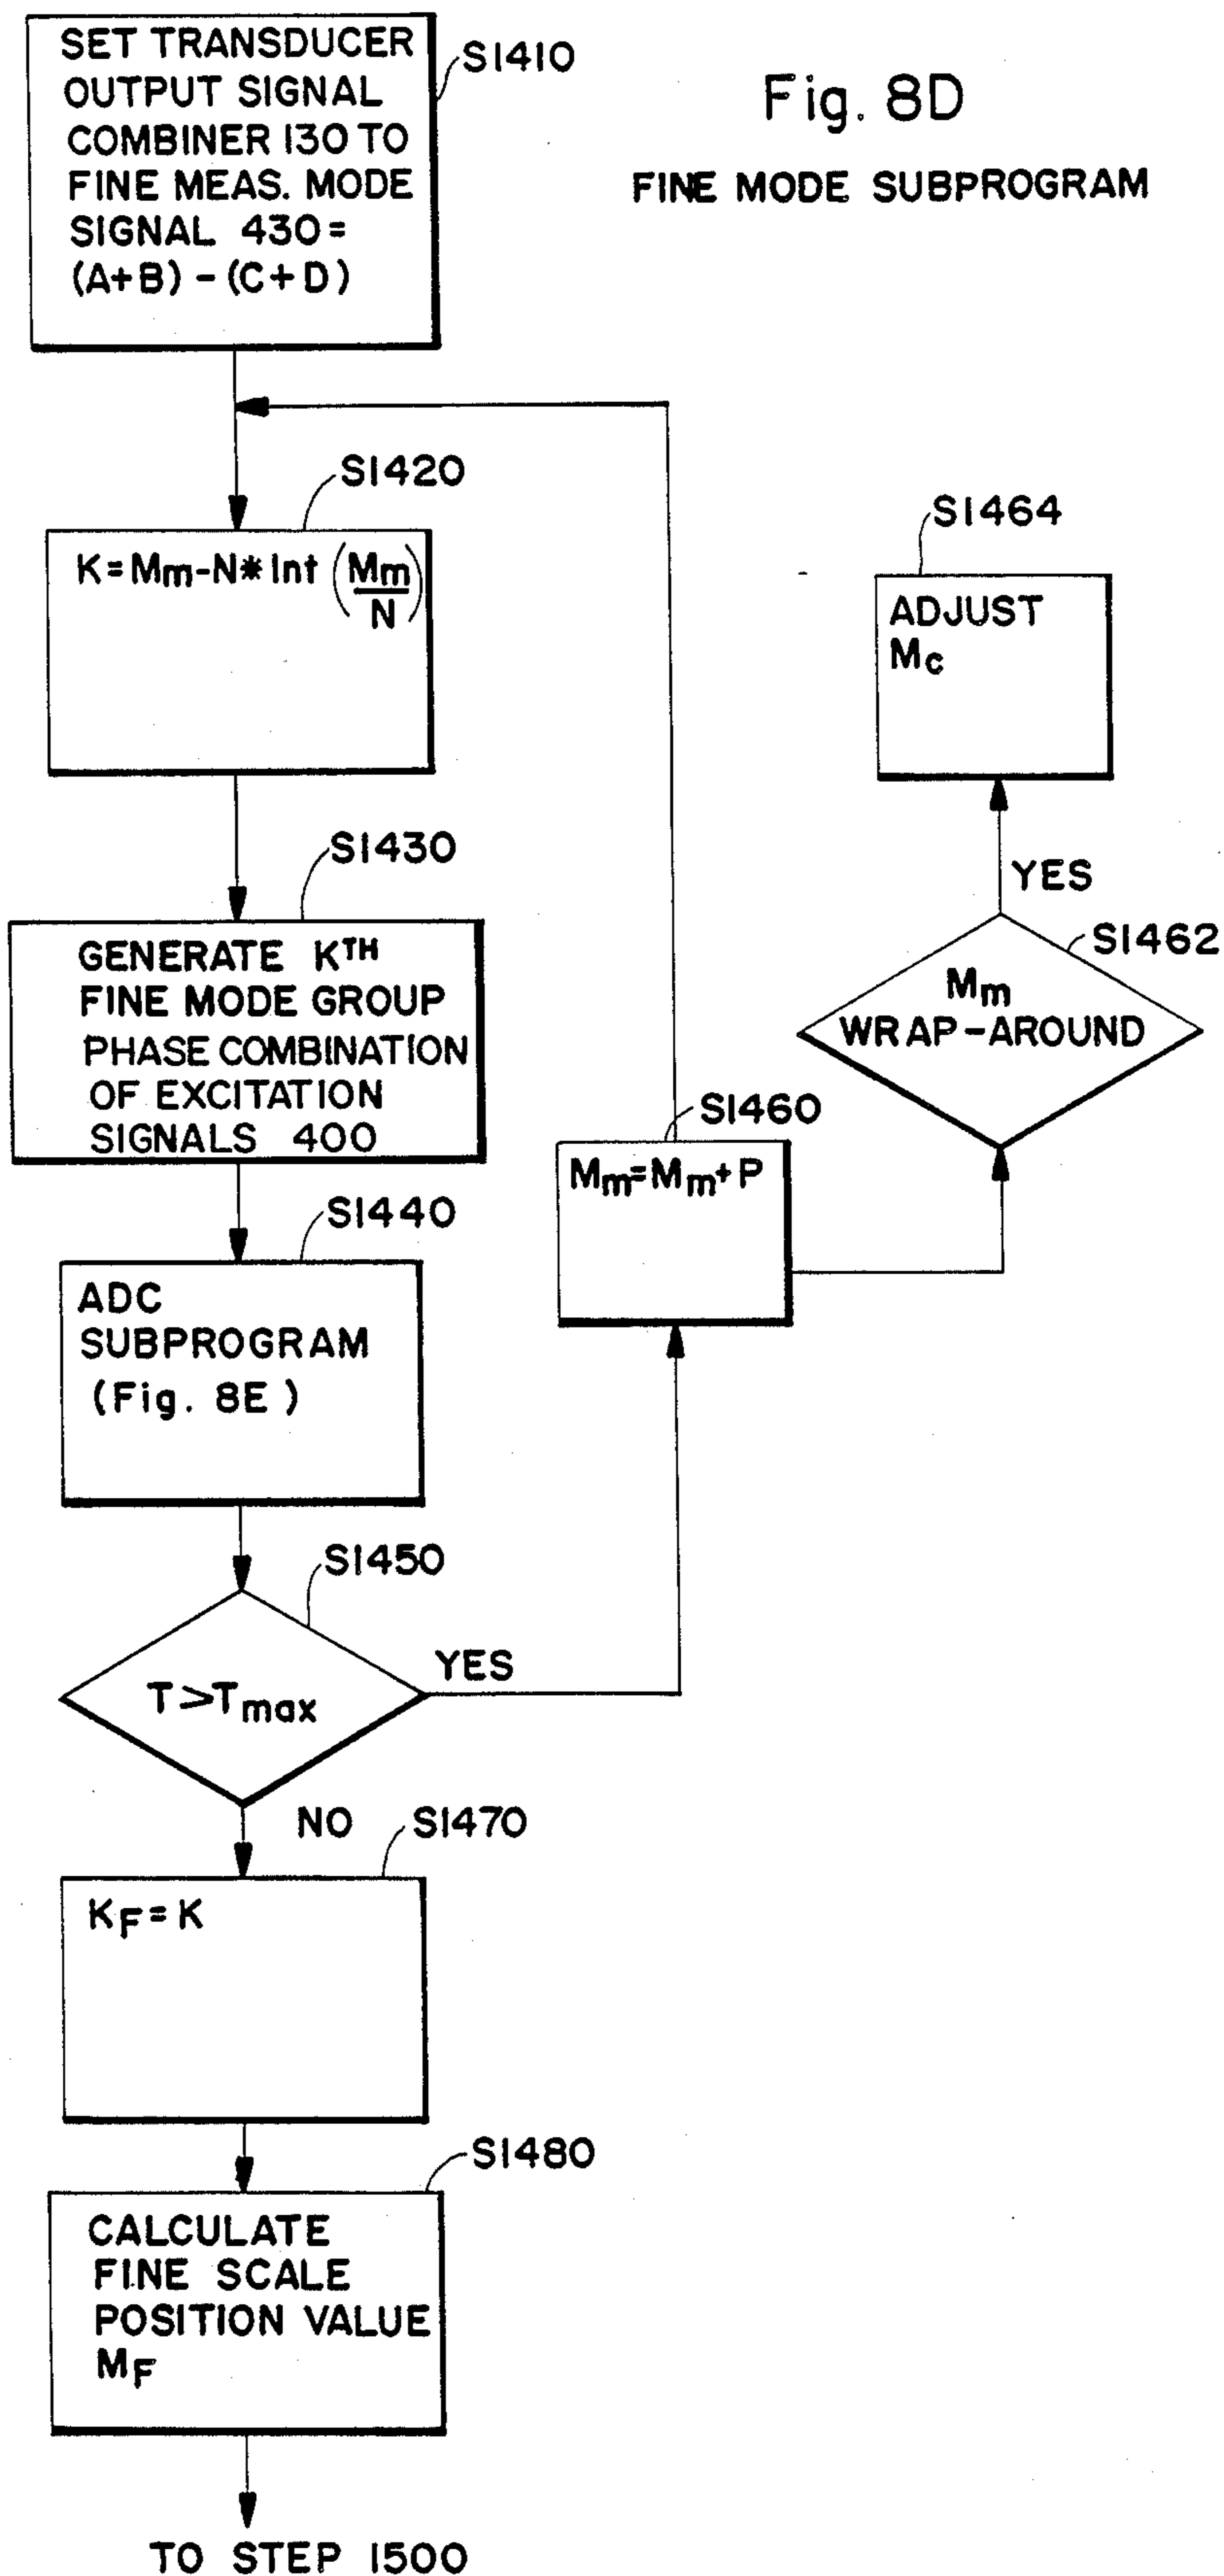 Fig. 8D
FINE MODE SUBPROGRAM
SET TRANSDUCER
OUTPUT SIGNAL
COMBINER 130 TO
FINE MEAS. MODE
SIGNAL 430=
(A+B) - (C+D)
S1410
S1420
K=Mm-N* Int (Mm/N)
S1430
GENERATE KTH
FINE MODE GROUP
PHASE COMBINATION
OF EXCITATION
SIGNALS 400
S1440
ADC
SUBPROGRAM
(Fig. 8E)
S1450
T>Tmax
YES
NO
S1460
Mm=Mm+P
S1462
Mm
WRAP-AROUND
YES
S1464
ADJUST
Mc
S1470
KF=K
S1480
CALCULATE
FINE SCALE
POSITION VALUE
MF
TO STEP 1500